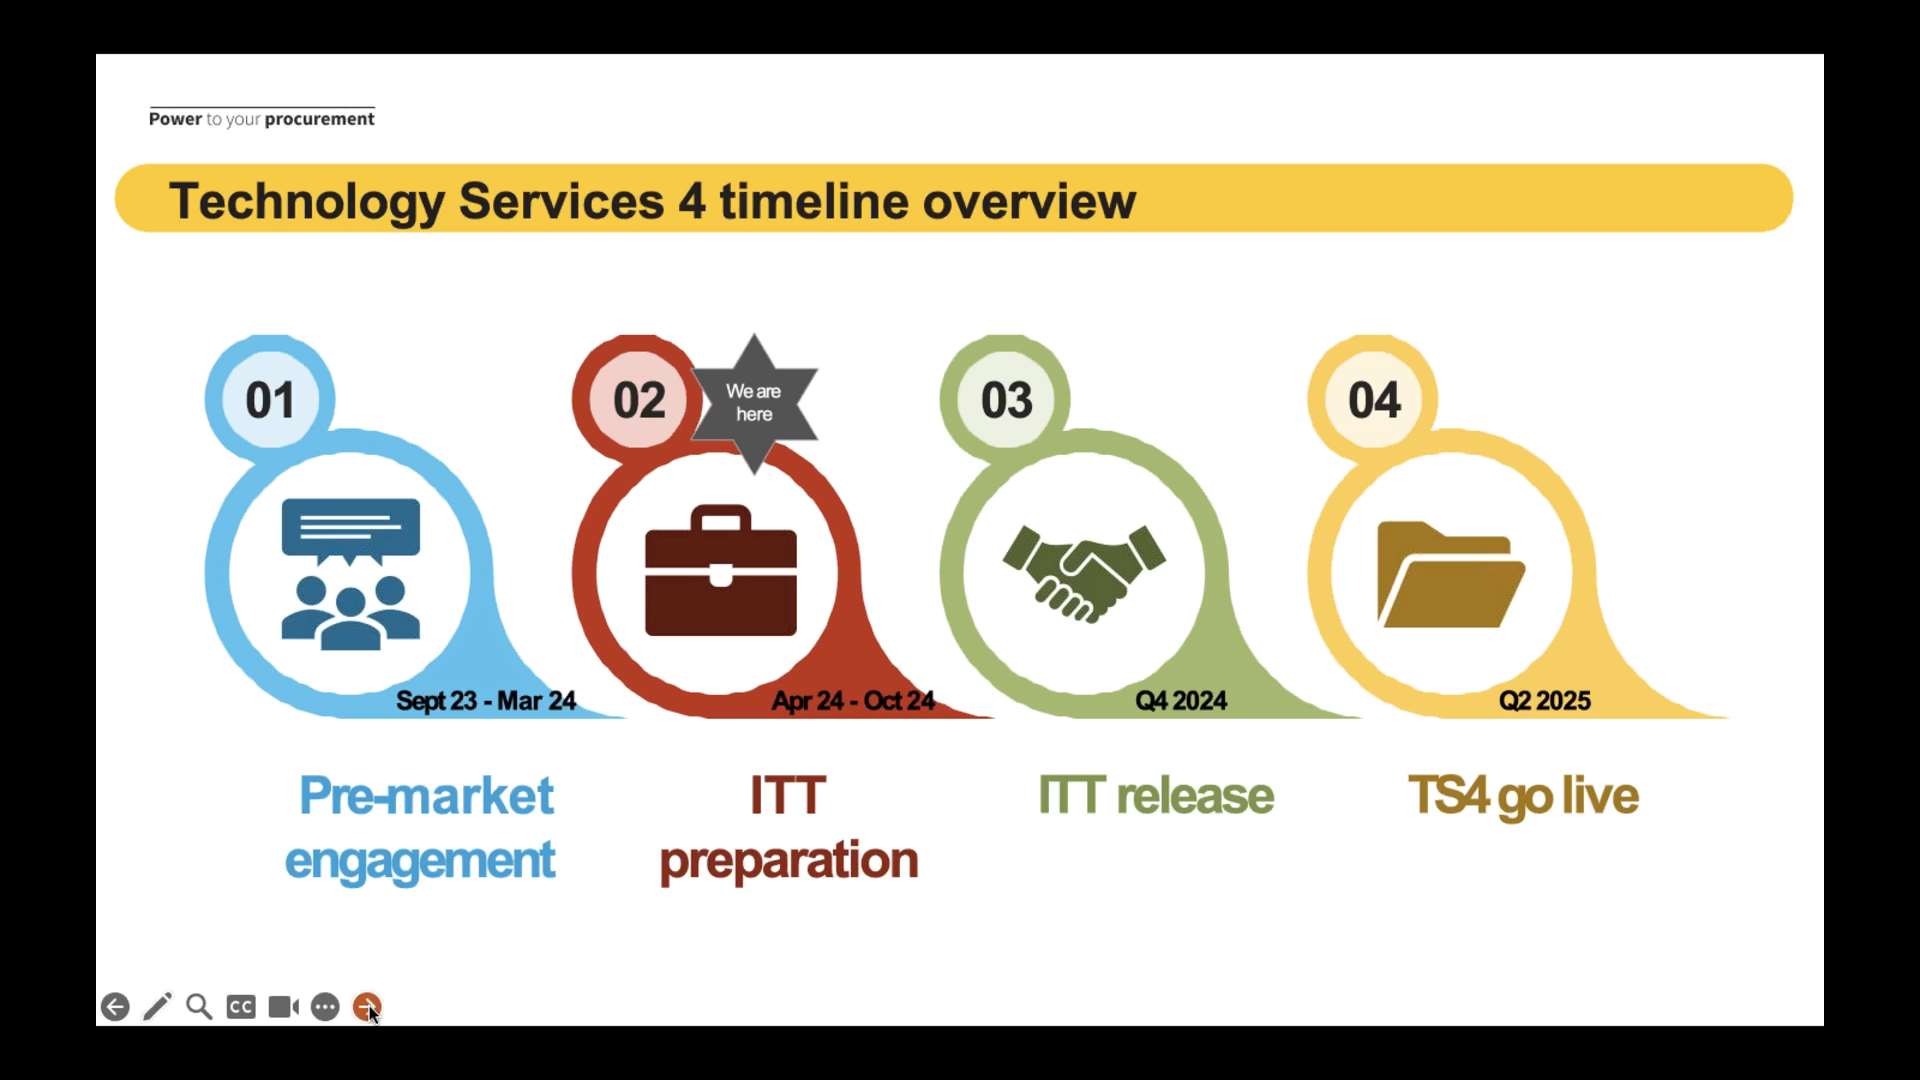 Power to your procurement
Technology Services 4 timeline overview
01
02
We are
here
03
04
Sept 23 - Mar 24
Apr 24 - Oct 24
Q4 2024
Q2 2025
Pre-market
engagement
ITT
preparation
ITT release
TS4 go live
CC